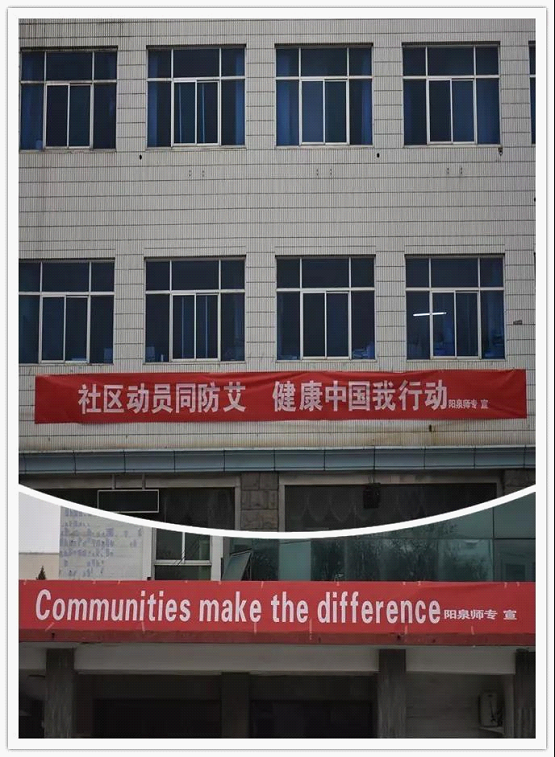 社区动员同防艾 健康中国我行动 阳泉师专 宣
Communities make the difference 阳泉师专 宣